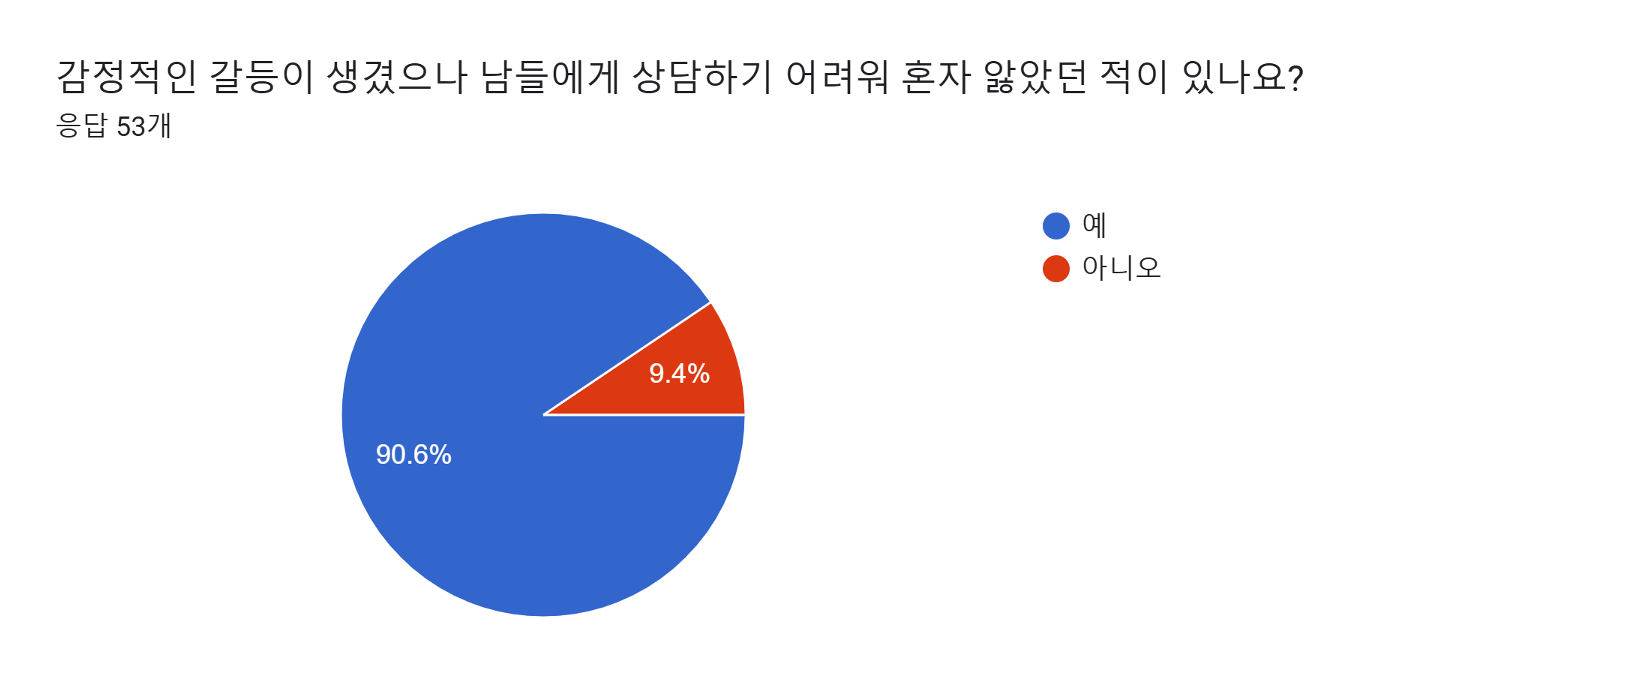 감정적인 갈등이 생겼으나 남들에게 상담하기 어려워 혼자 앓았던 적이 있나요?
응답 53개
예
아니오
9.4%
90.6%